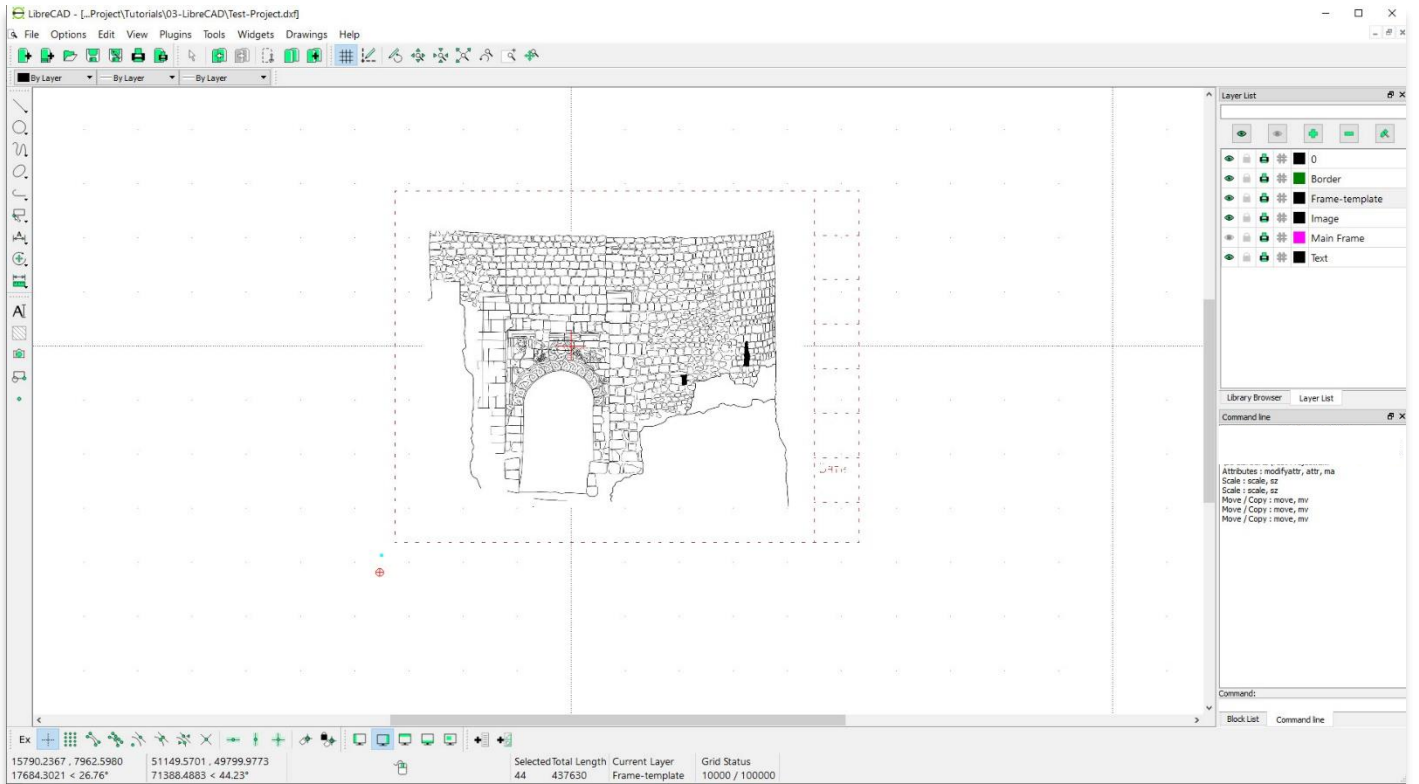 LibreCAD - [...Project\Tutorials\03-LibreCAD\Test-Project.dxf]
File Options Edit View Plugins Tools Widgets Drawings Help
By Layer By Layer By Layer
Layer List
0
Border
Frame-template
Image
Main Frame
Text
Library Browser Layer List
Command line
Attributes : modifyattr, attr, ma
Scale : scale, sz
Scale : scale, sz
Move / Copy : move, mv
Move / Copy : move, mv
Move / Copy : move, mv
Command:
Block List Command line
Ex
15790.2367 , 7962.5980 51149.5701 , 49799.9773 Selected Total Length Current Layer Grid Status
17684.3021 < 26.76° 71388.4883 < 44.23° 44 437630 Frame-template 10000 / 100000